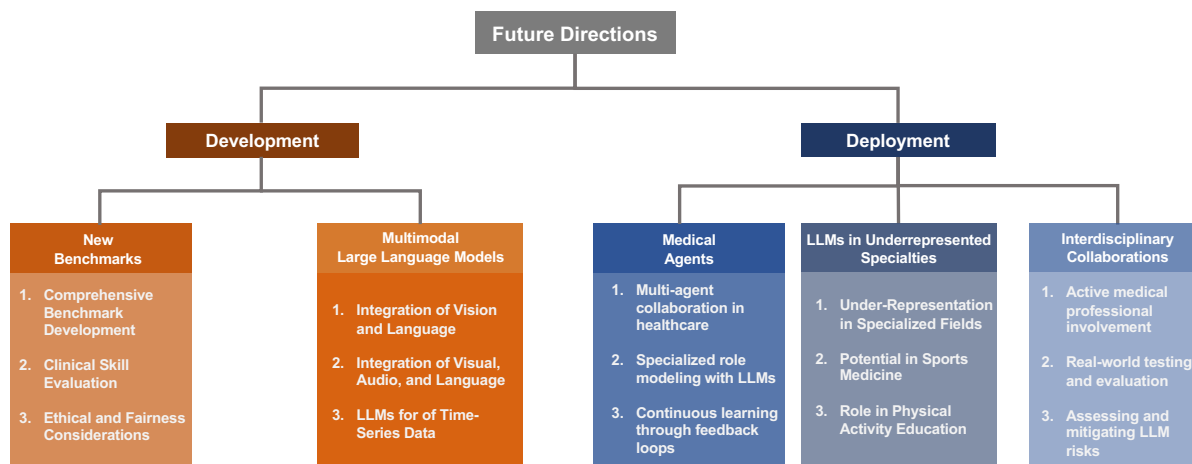 Future Directions
Development
Deployment
New
Benchmarks
1. Comprehensive
Benchmark
Development
2. Clinical Skill
Evaluation
3. Ethical and Fairness
Considerations
Multimodal
Large Language Models
1. Integration of Vision
and Language
2. Integration of Visual,
Audio, and Language
3. LLMs for of Time-
Series Data
Medical
Agents
1. Multi-agent
collaboration in
healthcare
2. Specialized role
modeling with LLMs
3. Continuous learning
through feedback
loops
LLMs in Underrepresented
Specialties
1. Under-Representation
in Specialized Fields
2. Potential in Sports
Medicine
3. Role in Physical
Activity Education
Interdisciplinary
Collaborations
1. Active medical
professional
involvement
2. Real-world testing
and evaluation
3. Assessing and
mitigating LLM
risks